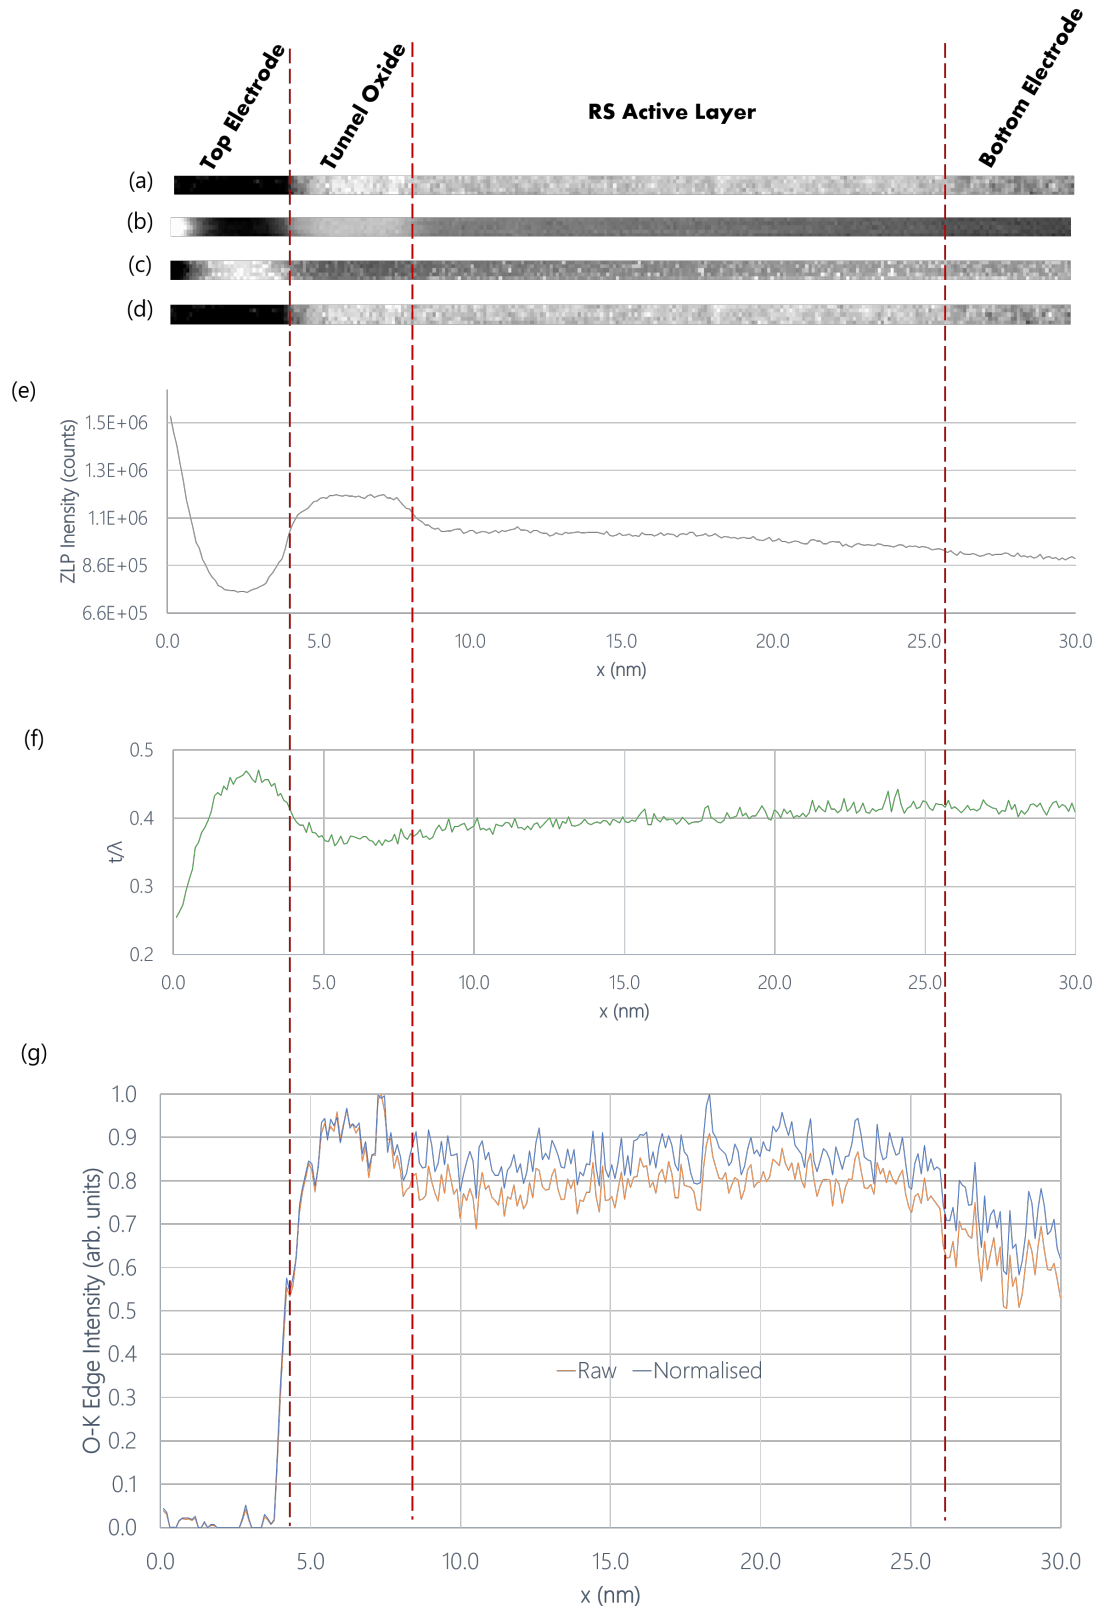 Top Electrode
Tunnel Oxide
RS Active Layer
Bottom Electrode
(a)
(b)
(c)
(d)
(e)
ZLP Inensity (counts)
1.5E+06
1.3E+06
1.1E+06
8.6E+05
6.6E+05
0.0 5.0 10.0 15.0 20.0 25.0 30.0
x (nm)
(f)
t/λ
0.5
0.4
0.3
0.2
0.0 5.0 10.0 15.0 20.0 25.0 30.0
x (nm)
(g)
O-K Edge Intensity (arb. units)
1.0
0.9
0.8
0.7
0.6
0.5
0.4
0.3
0.2
0.1
0.0
Raw Normalised
0.0 5.0 10.0 15.0 20.0 25.0 30.0
x (nm)